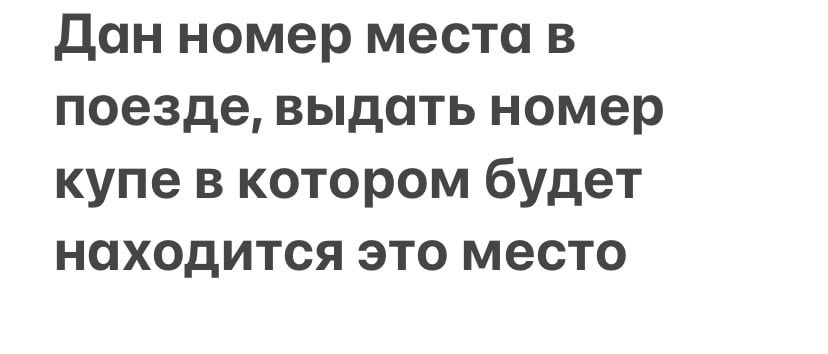 Дан номер места в
поезде, выдать номер
купе в котором будет
находится это место